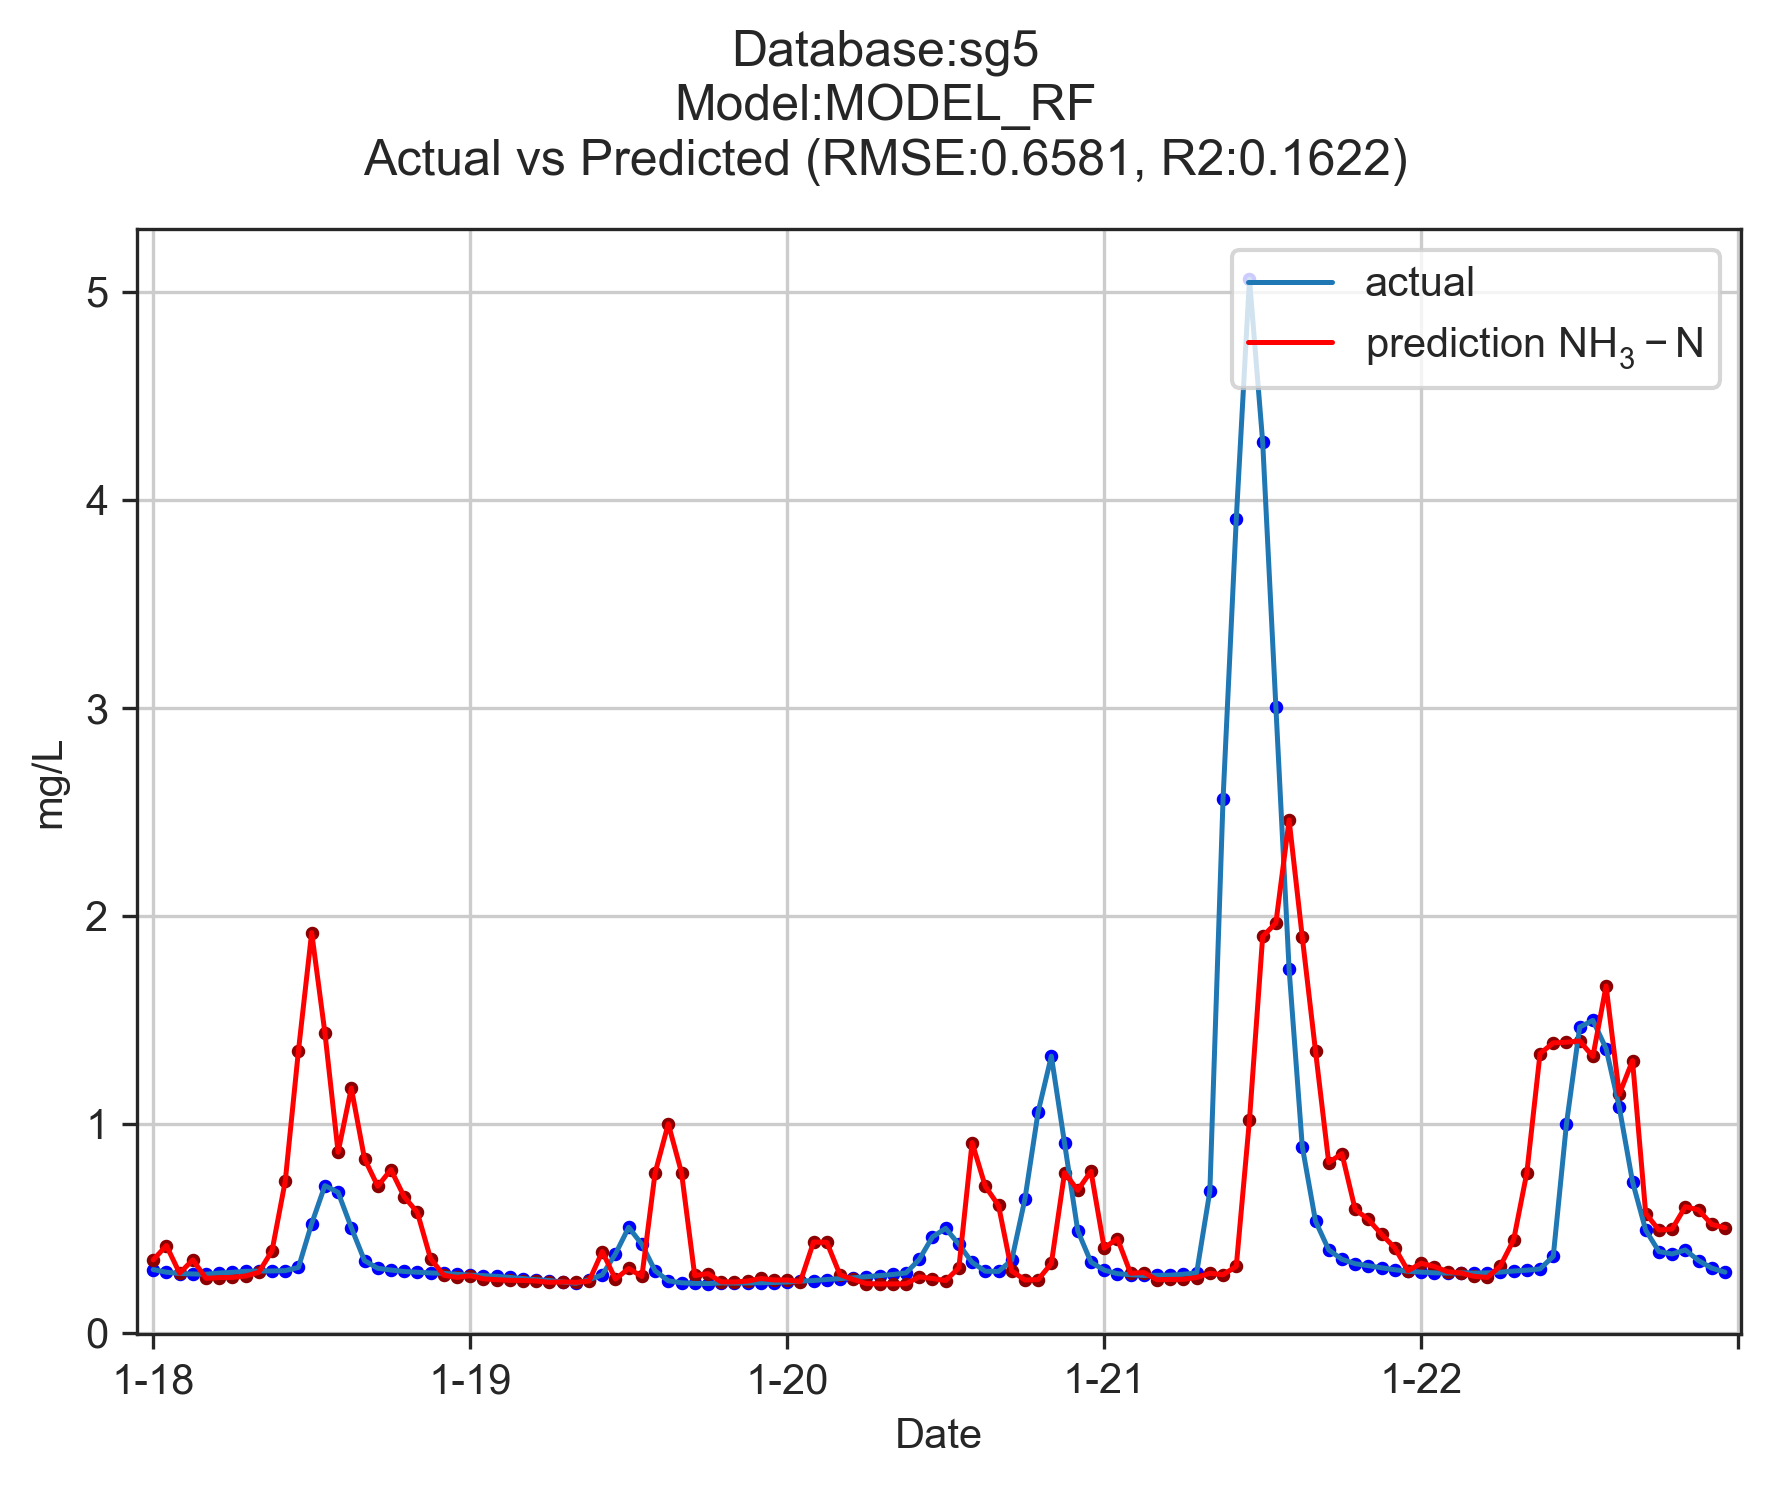 Database:sg5
Model:MODEL_RF
Actual vs Predicted (RMSE:0.6581, R2:0.1622)
actual
prediction NH₃ − N
5
4
3
2
1
0
mg/L
1-18 1-19 1-20 1-21 1-22
Date